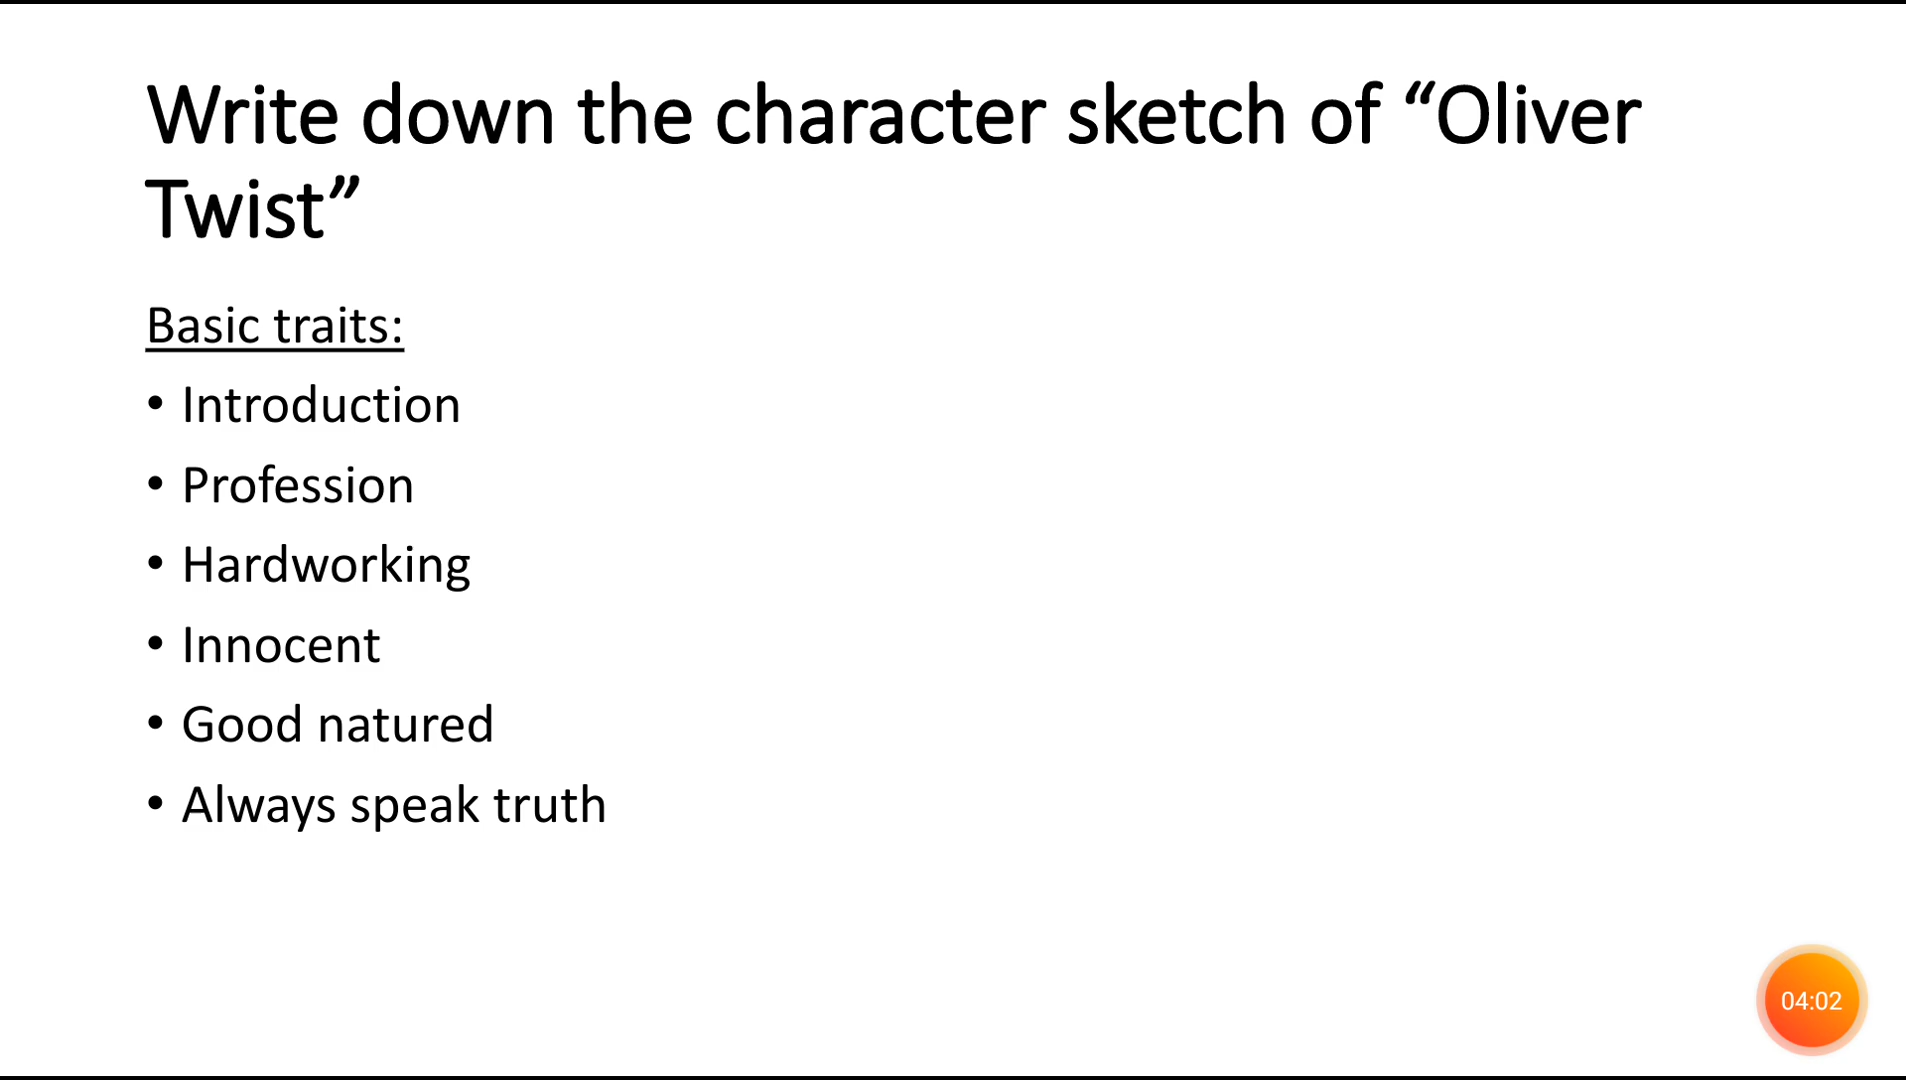 Write down the character sketch of “Oliver
Twist”
Basic traits:
• Introduction
• Profession
• Hardworking
• Innocent
• Good natured
• Always speak truth
04:02